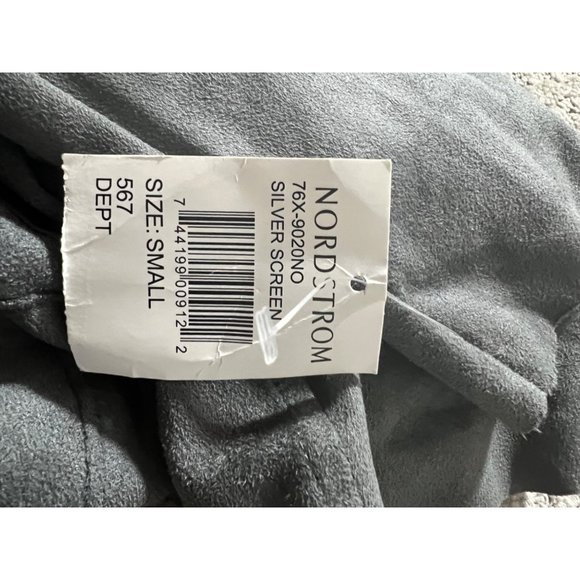 NORDSTROM
76X-9020NO
SILVER SCREEN
7 44199 00912 2
SIZE: SMALL
567
DEPT